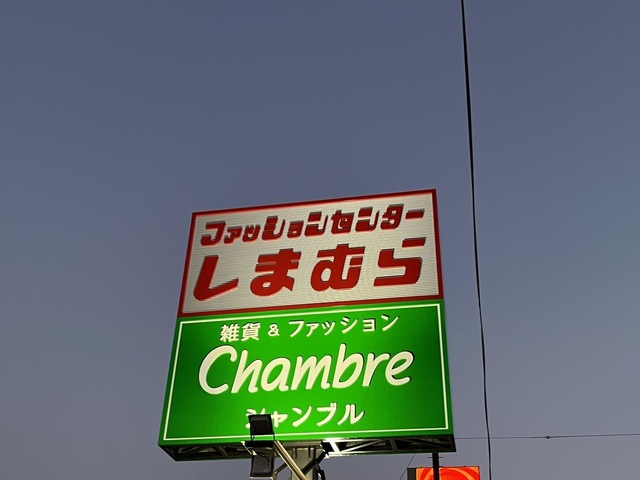 ファッションセンター
しまむら
雑貨 & ファッション
Chambre
シャンブル